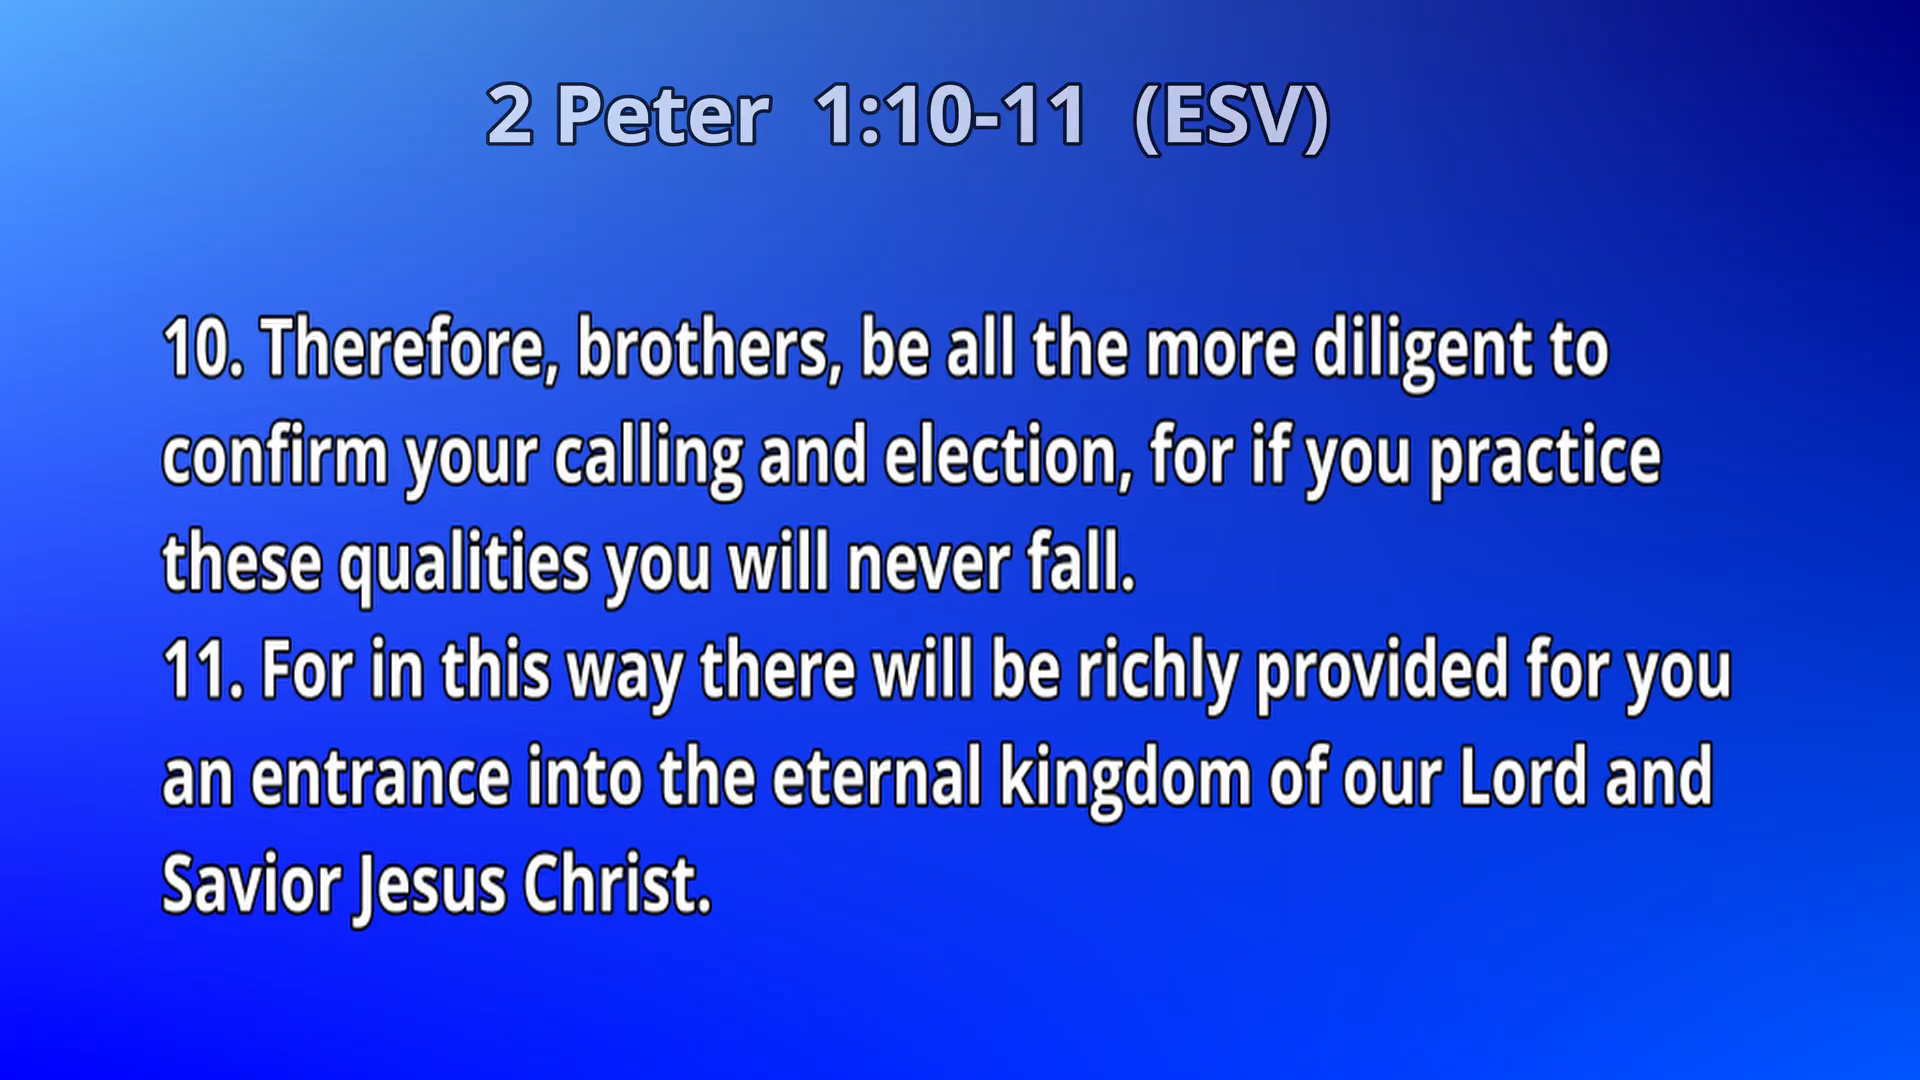 2 Peter 1:10-11 (ESV)
10. Therefore, brothers, be all the more diligent to
confirm your calling and election, for if you practice
these qualities you will never fall.
11. For in this way there will be richly provided for you
an entrance into the eternal kingdom of our Lord and
Savior Jesus Christ.